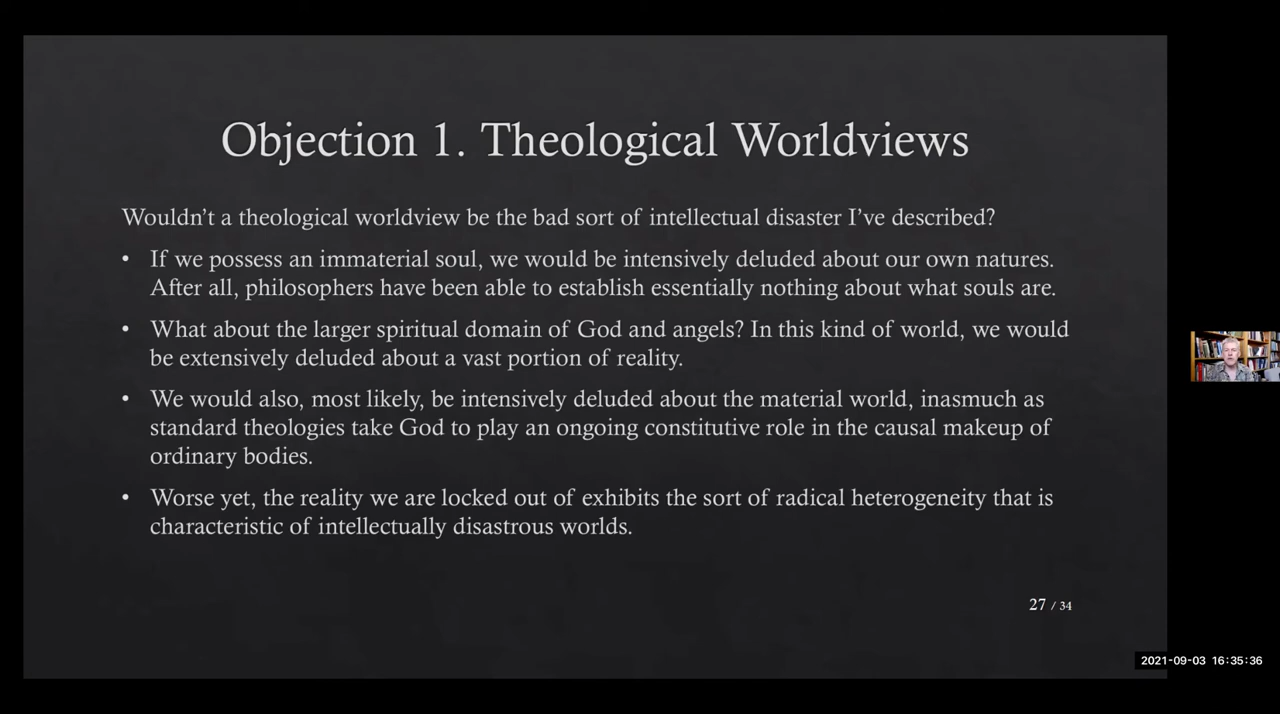 Objection 1. Theological Worldviews
Wouldn’t a theological worldview be the bad sort of intellectual disaster I’ve described?
• If we possess an immaterial soul, we would be intensively deluded about our own natures.
After all, philosophers have been able to establish essentially nothing about what souls are.
• What about the larger spiritual domain of God and angels? In this kind of world, we would
be extensively deluded about a vast portion of reality.
• We would also, most likely, be intensively deluded about the material world, inasmuch as
standard theologies take God to play an ongoing constitutive role in the causal makeup of
ordinary bodies.
• Worse yet, the reality we are locked out of exhibits the sort of radical heterogeneity that is
characteristic of intellectually disastrous worlds.
27 / 34
2021-09-03 16:35:36